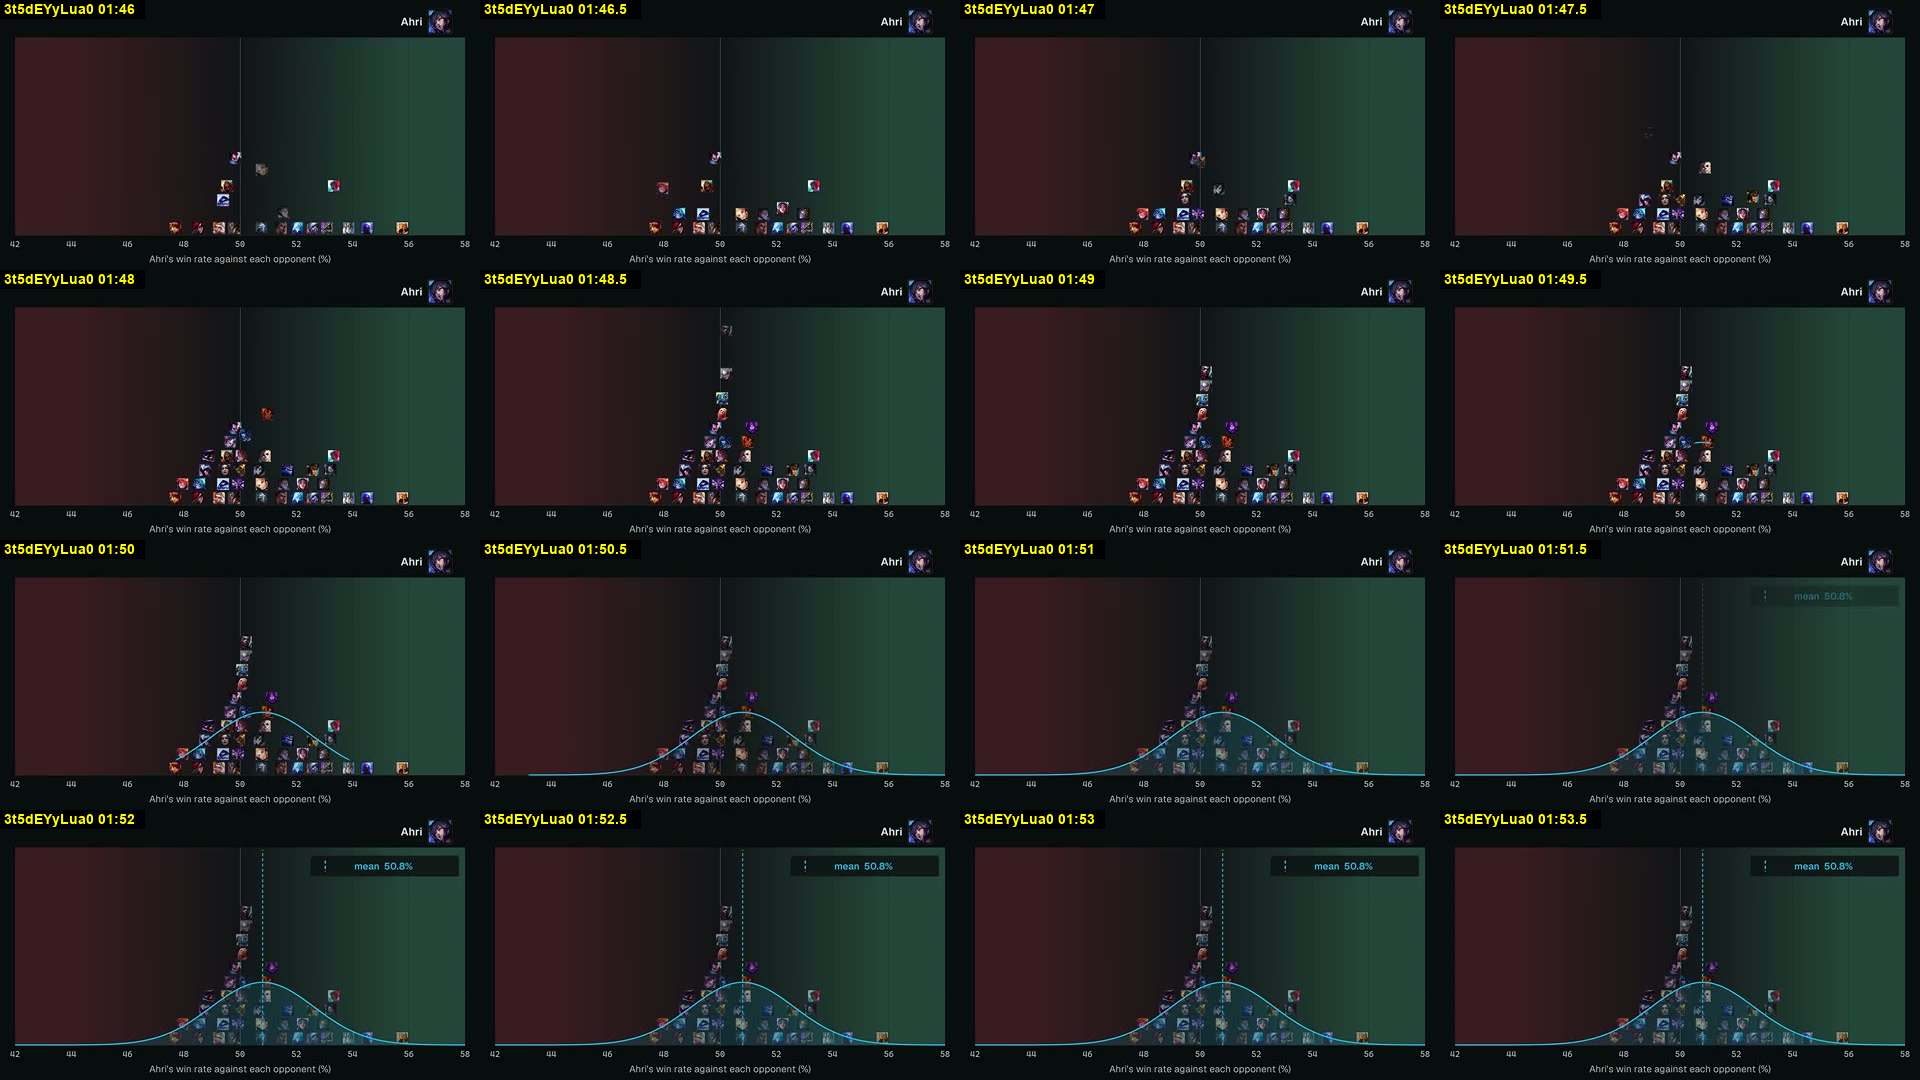 3t5dEYyLua0 01:46
Ahri
42 44 46 48 50 52 54 56 58
Ahri's win rate against each opponent (%)
3t5dEYyLua0 01:46.5
Ahri
42 44 46 48 50 52 54 56 58
Ahri's win rate against each opponent (%)
3t5dEYyLua0 01:47
Ahri
42 44 46 48 50 52 54 56 58
Ahri's win rate against each opponent (%)
3t5dEYyLua0 01:47.5
Ahri
42 44 46 48 50 52 54 56 58
Ahri's win rate against each opponent (%)
3t5dEYyLua0 01:48
Ahri
42 44 46 48 50 52 54 56 58
Ahri's win rate against each opponent (%)
3t5dEYyLua0 01:48.5
Ahri
42 44 46 48 50 52 54 56 58
Ahri's win rate against each opponent (%)
3t5dEYyLua0 01:49
Ahri
42 44 46 48 50 52 54 56 58
Ahri's win rate against each opponent (%)
3t5dEYyLua0 01:49.5
Ahri
42 44 46 48 50 52 54 56 58
Ahri's win rate against each opponent (%)
3t5dEYyLua0 01:50
Ahri
42 44 46 48 50 52 54 56 58
Ahri's win rate against each opponent (%)
3t5dEYyLua0 01:50.5
Ahri
42 44 46 48 50 52 54 56 58
Ahri's win rate against each opponent (%)
3t5dEYyLua0 01:51
Ahri
42 44 46 48 50 52 54 56 58
Ahri's win rate against each opponent (%)
3t5dEYyLua0 01:51.5
Ahri
mean 50.8%
42 44 46 48 50 52 54 56 58
Ahri's win rate against each opponent (%)
3t5dEYyLua0 01:52
Ahri
mean 50.8%
42 44 46 48 50 52 54 56 58
Ahri's win rate against each opponent (%)
3t5dEYyLua0 01:52.5
Ahri
mean 50.8%
42 44 46 48 50 52 54 56 58
Ahri's win rate against each opponent (%)
3t5dEYyLua0 01:53
Ahri
mean 50.8%
42 44 46 48 50 52 54 56 58
Ahri's win rate against each opponent (%)
3t5dEYyLua0 01:53.5
Ahri
mean 50.8%
42 44 46 48 50 52 54 56 58
Ahri's win rate against each opponent (%)